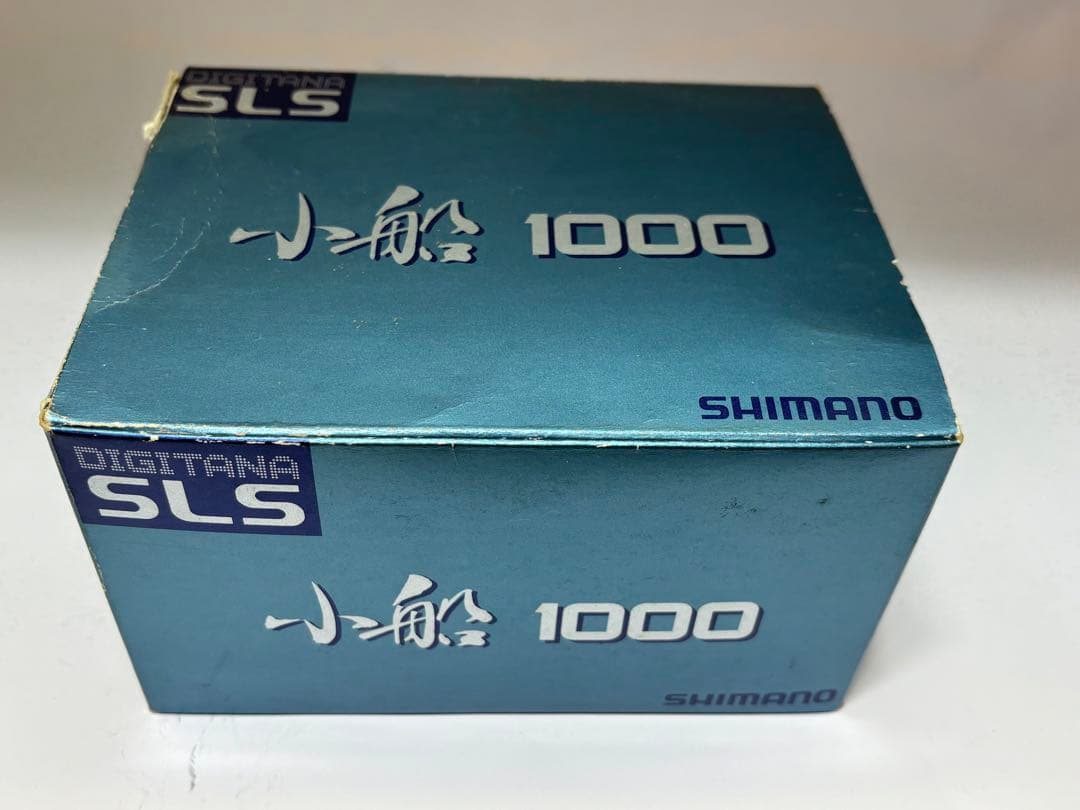 DIGITANA
SLS
小船 1000
SHIMANO
DIGITANA
SLS
小船 1000
SHIMANO